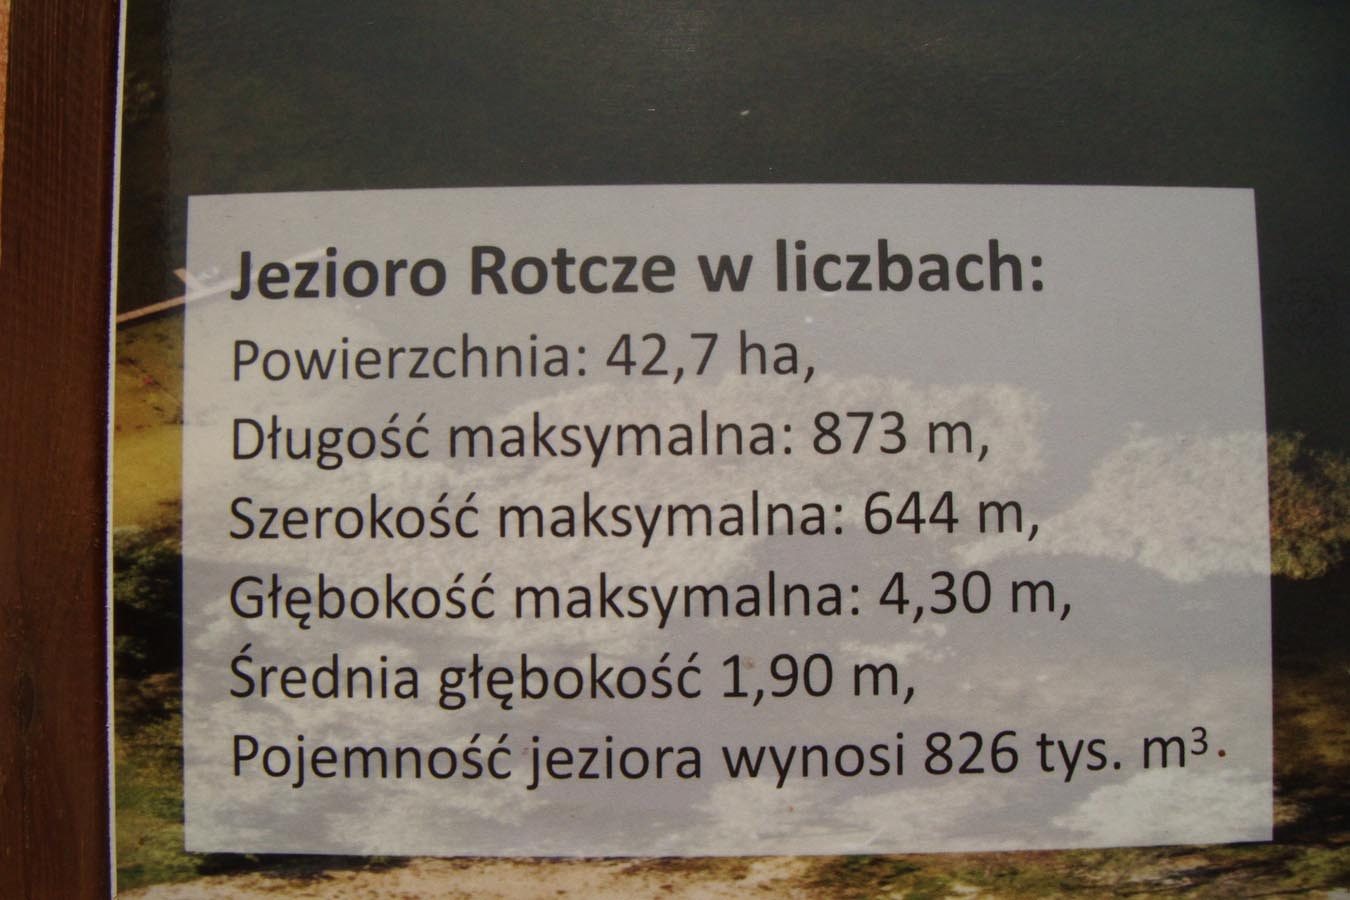 Jezioro Rotcze w liczbach:
Powierzchnia: 42,7 ha,
Długość maksymalna: 873 m,
Szerokość maksymalna: 644 m,
Głębokość maksymalna: 4,30 m,
Średnia głębokość 1,90 m,
Pojemność jeziora wynosi 826 tys. m³.